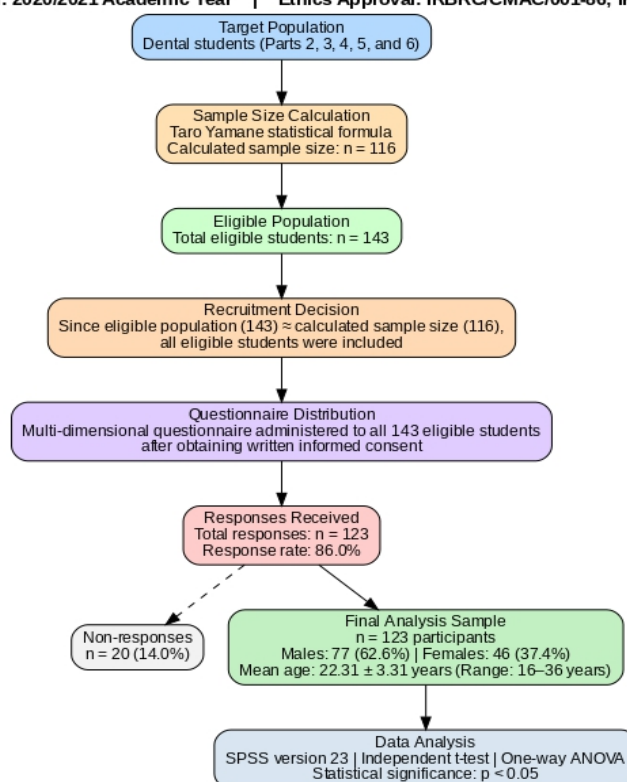 2020/2021 Academic Year | Ethics Approval: IRBRC/CMAC/001-86,
Target Population
Dental students (Parts 2, 3, 4, 5, and 6)
Sample Size Calculation
Taro Yamane statistical formula
Calculated sample size: n = 116
Eligible Population
Total eligible students: n = 143
Recruitment Decision
Since eligible population (143) ≈ calculated sample size (116),
all eligible students were included
Questionnaire Distribution
Multi-dimensional questionnaire administered to all 143 eligible students
after obtaining written informed consent
Responses Received
Total responses: n = 123
Response rate: 86.0%
Non-responses
n = 20 (14.0%)
Final Analysis Sample
n = 123 participants
Males: 77 (62.6%) | Females: 46 (37.4%)
Mean age: 22.31 ± 3.31 years (Range: 16–36 years)
Data Analysis
SPSS version 23 | Independent t-test | One-way ANOVA
Statistical significance: p < 0.05